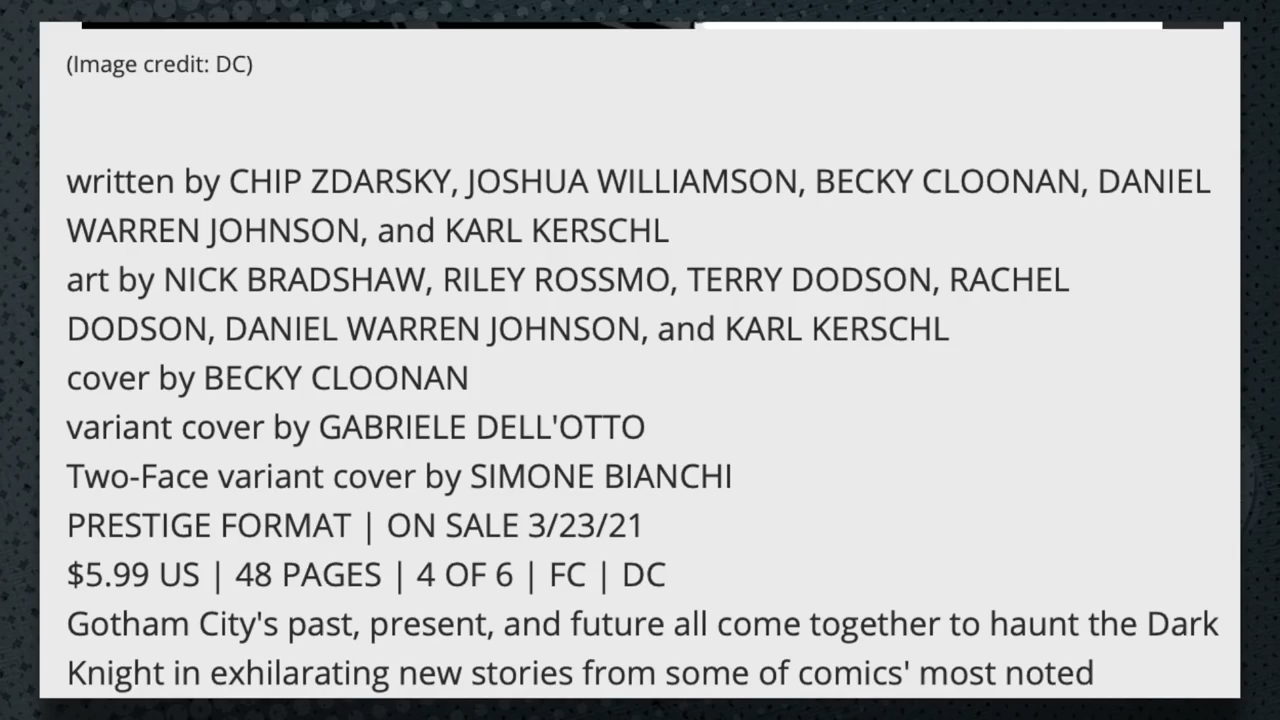 (Image credit: DC)
written by CHIP ZDARSKY, JOSHUA WILLIAMSON, BECKY CLOONAN, DANIEL
WARREN JOHNSON, and KARL KERSCHL
art by NICK BRADSHAW, RILEY ROSSMO, TERRY DODSON, RACHEL
DODSON, DANIEL WARREN JOHNSON, and KARL KERSCHL
cover by BECKY CLOONAN
variant cover by GABRIELE DELL'OTTO
Two-Face variant cover by SIMONE BIANCHI
PRESTIGE FORMAT | ON SALE 3/23/21
$5.99 US | 48 PAGES | 4 OF 6 | FC | DC
Gotham City's past, present, and future all come together to haunt the Dark
Knight in exhilarating new stories from some of comics' most noted